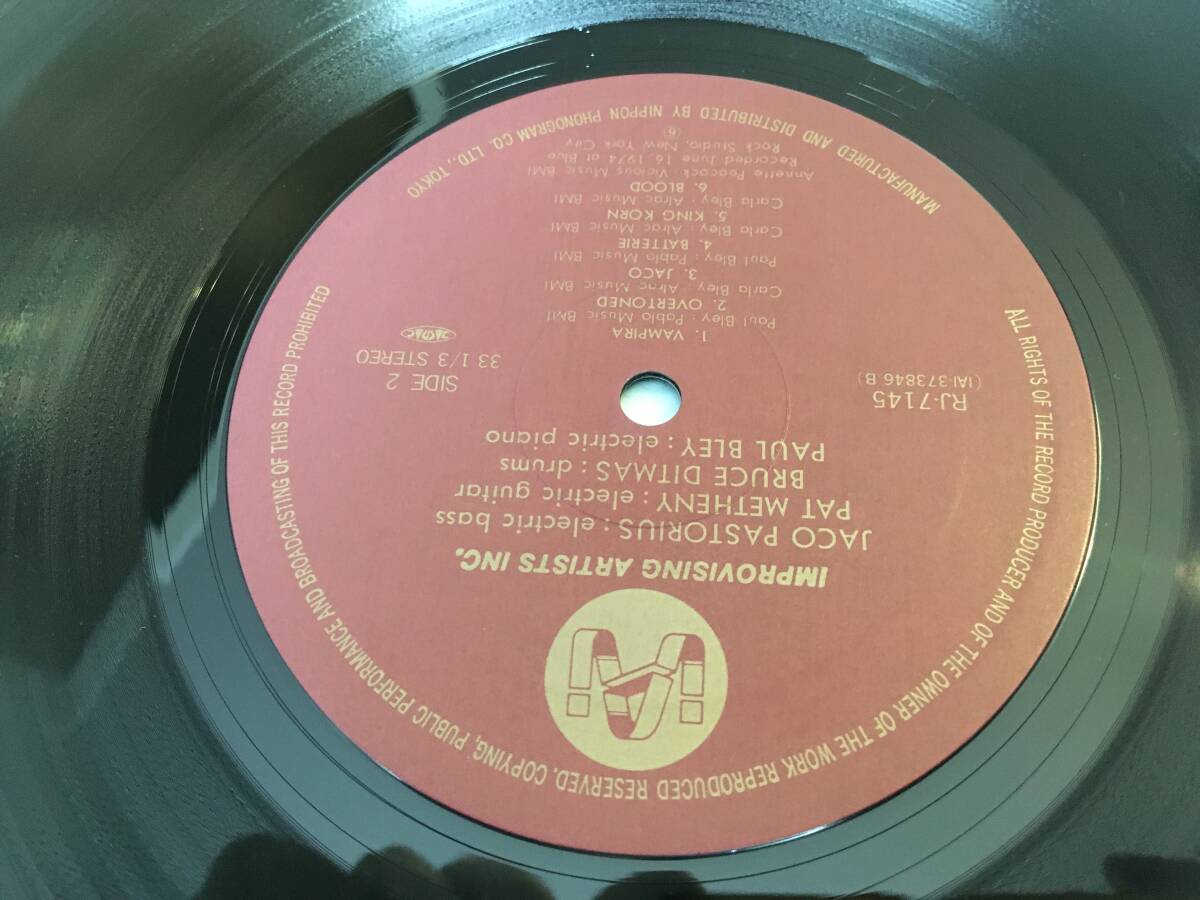 IMPROVISING ARTISTS INC.
JACO PASTORIUS : electric bass
PAT METHENY : electric guitar
BRUCE DITMAS : drums
PAUL BLEY : electric piano
RJ-7145
(IAI-373846 B)
SIDE 2
33 1/3 STEREO
JASRAC
1. VAMPIRA
Paul Bley : Pablo Music BMI
2. OVERTONED
Carla Bley : Alrac Music BMI
3. JACO
Paul Bley : Pablo Music BMI
4. BATTERIE
Carla Bley : Alrac Music BMI
5. KING KORN
Carla Bley : Alrac Music BMI
6. BLOOD
Annette Peocock : Vicious Music BMI
Recorded June 16, 1974 at Blue
Rock Studio, New York City
ALL RIGHTS OF THE RECORD PRODUCER AND OF THE OWNER OF THE WORK REPRODUCED RESERVED. COPYING, PUBLIC PERFORMANCE AND BROADCASTING OF THIS RECORD PROHIBITED
MANUFACTURED AND DISTRIBUTED BY NIPPON PHONOGRAM CO. LTD., TOKYO